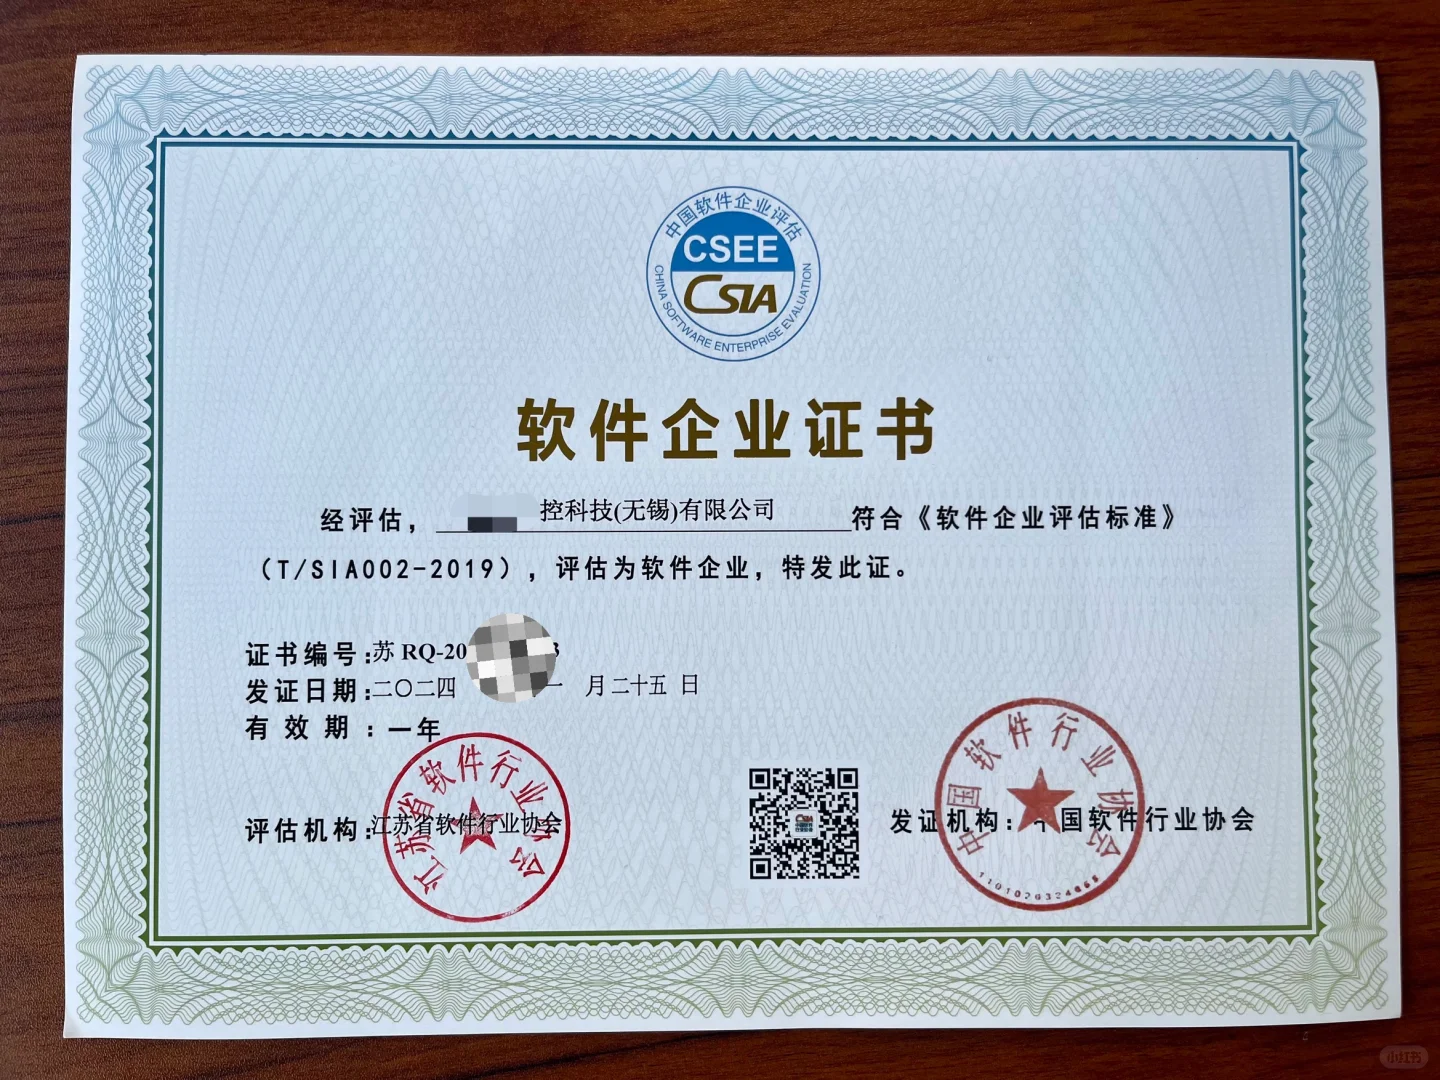 中国软件企业评估
CSEE
CSIA
CHINA SOFTWARE ENTERPRISE EVALUATION
软件企业证书
经评估，控科技(无锡)有限公司符合《软件企业评估标准》
（T/SIA002-2019），评估为软件企业，特发此证。
证书编号：苏 RQ-20 3
发证日期：二〇二四 一 月二十五 日
有 效 期 ：一年
评估机构：江苏省软件行业协会
江苏省软件行业协会
发证机构：中国软件行业协会
中国软件行业协会
小红书